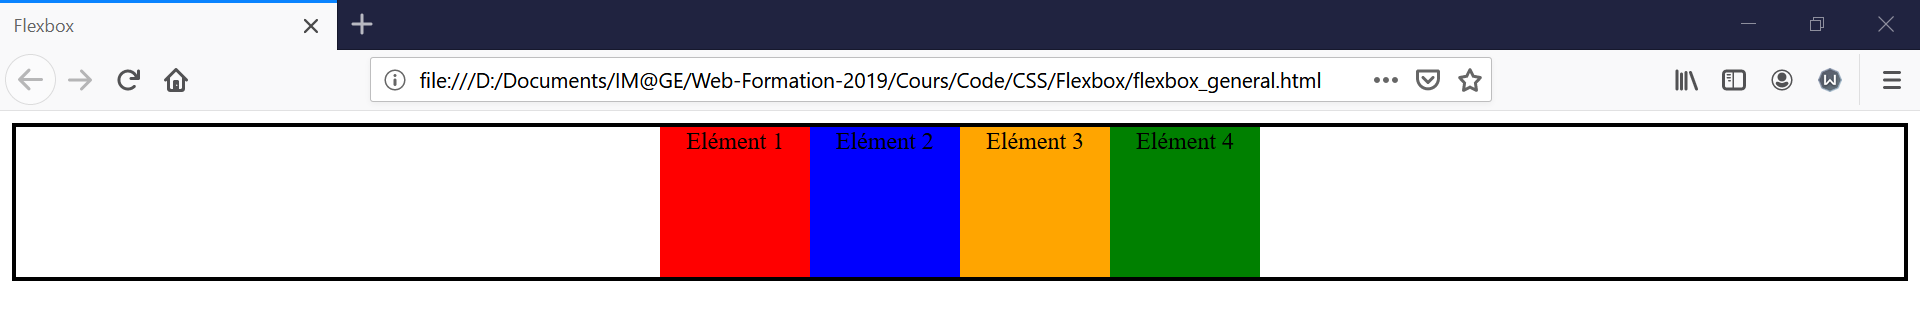 Flexbox
file:///D:/Documents/IM@GE/Web-Formation-2019/Cours/Code/CSS/Flexbox/flexbox_general.html
Elément 1 Elément 2 Elément 3 Elément 4